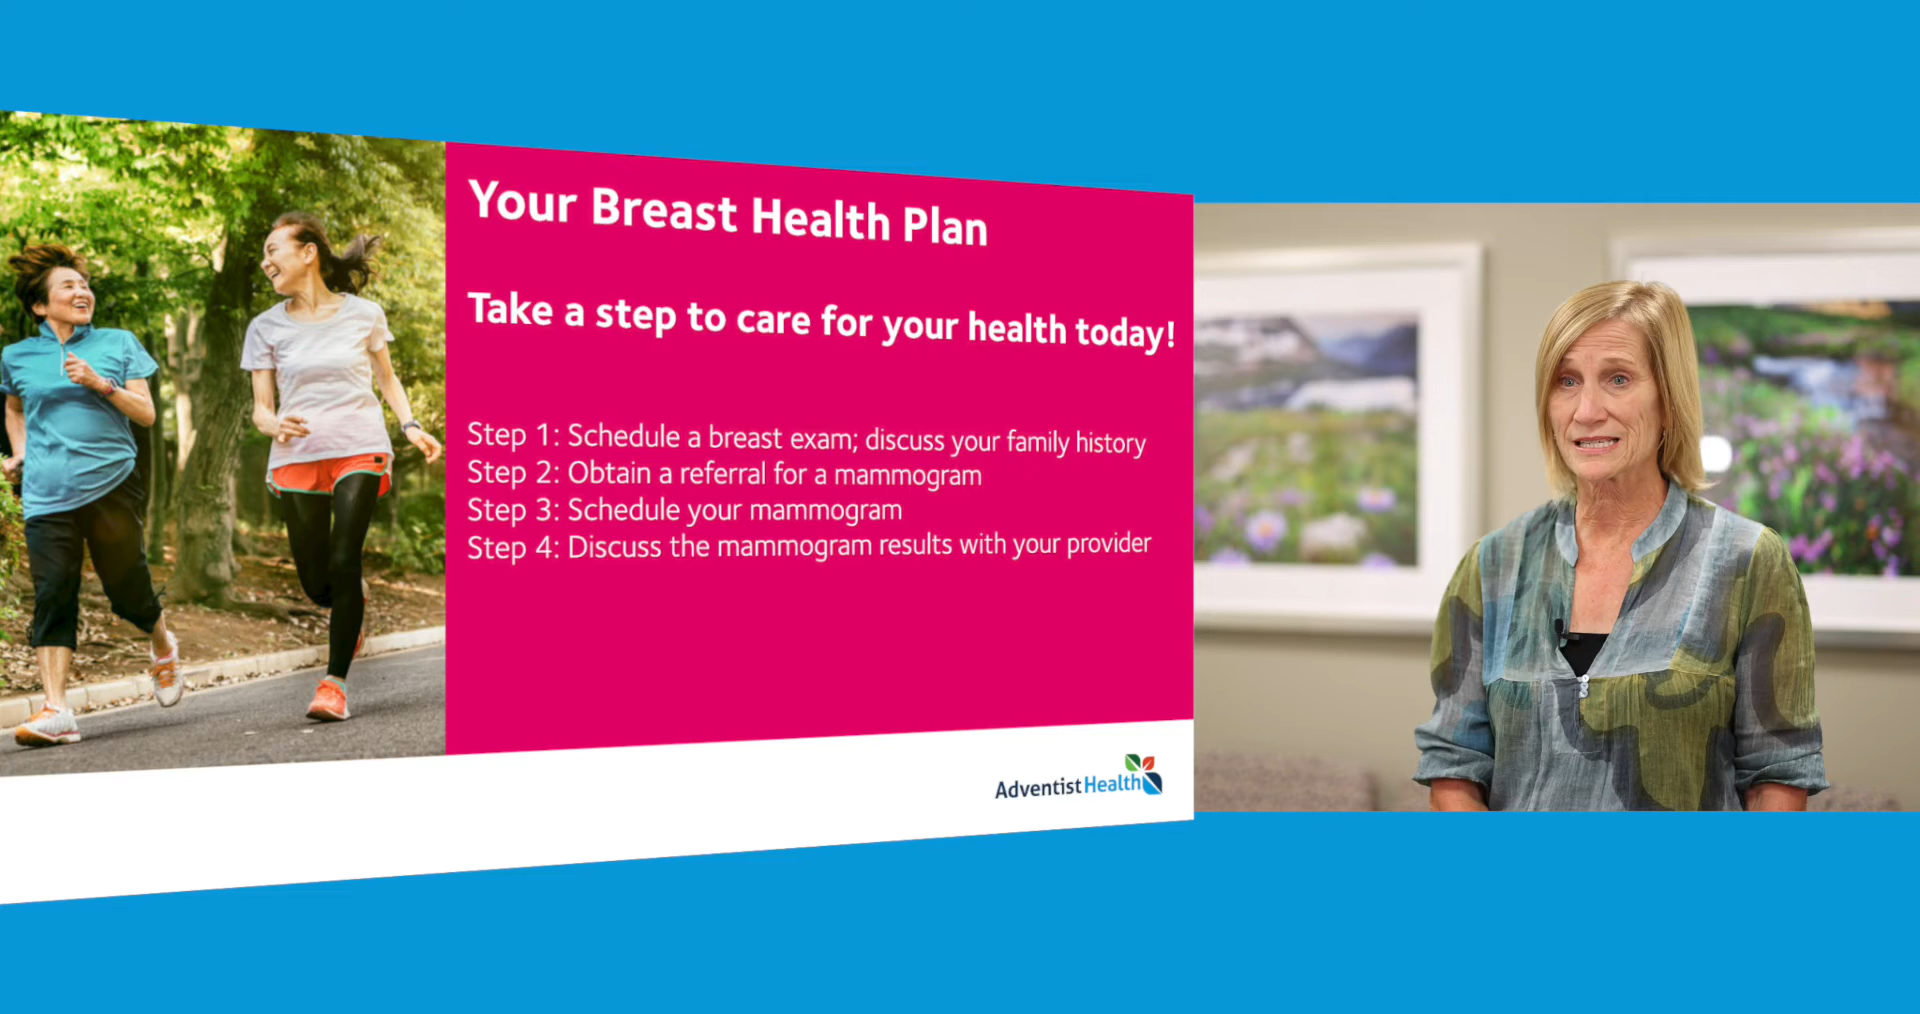 Your Breast Health Plan
Take a step to care for your health today!
Step 1: Schedule a breast exam; discuss your family history
Step 2: Obtain a referral for a mammogram
Step 3: Schedule your mammogram
Step 4: Discuss the mammogram results with your provider
AdventistHealth